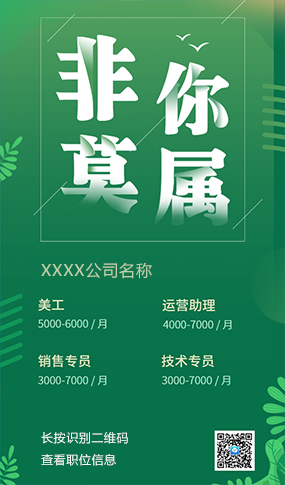 非你
莫属
XXXX公司名称
美工
5000-6000 / 月
运营助理
4000-7000 / 月
销售专员
3000-7000 / 月
技术专员
3000-7000 / 月
长按识别二维码
查看职位信息